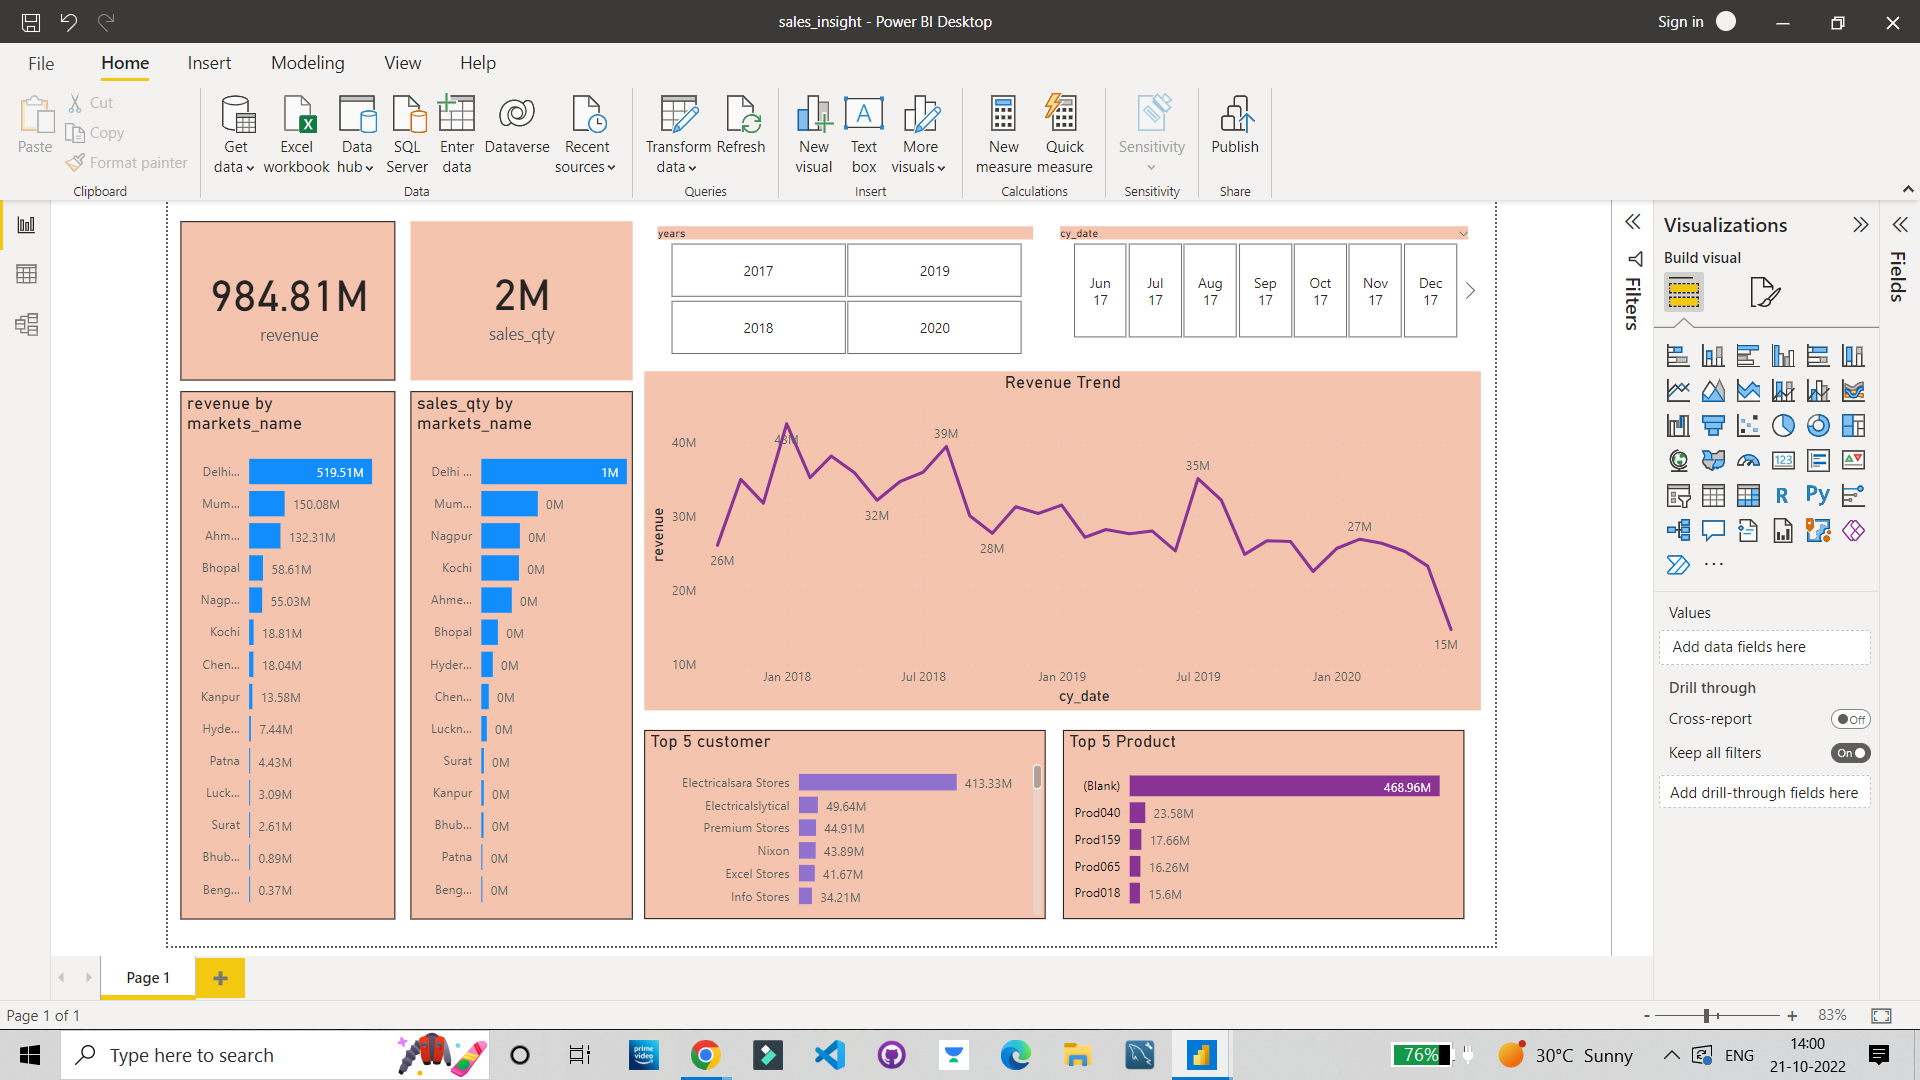 sales_insight - Power BI Desktop
Sign in
File Home Insert Modeling View Help
Paste
Cut
Copy
Format painter
Clipboard
Get data
Excel workbook
Data hub
SQL Server
Enter data
Dataverse
Recent sources
Data
Transform data
Refresh
Queries
New visual
Text box
More visuals
Insert
New measure
Quick measure
Calculations
Sensitivity
Sensitivity
Publish
Share
984.81M
revenue
2M
sales_qty
years
2017 2019
2018 2020
cy_date
Jun 17
Jul 17
Aug 17
Sep 17
Oct 17
Nov 17
Dec 17
revenue by
markets_name
Delhi... 519.51M
Mum... 150.08M
Ahm... 132.31M
Bhopal 58.61M
Nagp... 55.03M
Kochi 18.81M
Chen... 18.04M
Kanpur 13.58M
Hyde... 7.44M
Patna 4.43M
Luck... 3.09M
Surat 2.61M
Bhub... 0.89M
Beng... 0.37M
sales_qty by
markets_name
Delhi ... 1M
Mum... 0M
Nagpur 0M
Kochi 0M
Ahme... 0M
Bhopal 0M
Hyder... 0M
Chen... 0M
Luckn... 0M
Surat 0M
Kanpur 0M
Bhub... 0M
Patna 0M
Beng... 0M
Revenue Trend
revenue
40M
30M
20M
10M
26M
43M
32M
39M
28M
35M
27M
15M
Jan 2018 Jul 2018 Jan 2019 Jul 2019 Jan 2020
cy_date
Top 5 customer
Electricalsara Stores 413.33M
Electricalslytical 49.64M
Premium Stores 44.91M
Nixon 43.89M
Excel Stores 41.67M
Info Stores 34.21M
Top 5 Product
(Blank) 468.96M
Prod040 23.58M
Prod159 17.66M
Prod065 16.26M
Prod018 15.6M
Filters
Visualizations
Build visual
123
R
Py
...
Values
Add data fields here
Drill through
Cross-report Off
Keep all filters On
Add drill-through fields here
Fields
Page 1
Page 1 of 1
- + 83%
Type here to search
prime video
76%
30°C Sunny
ENG
14:00
21-10-2022